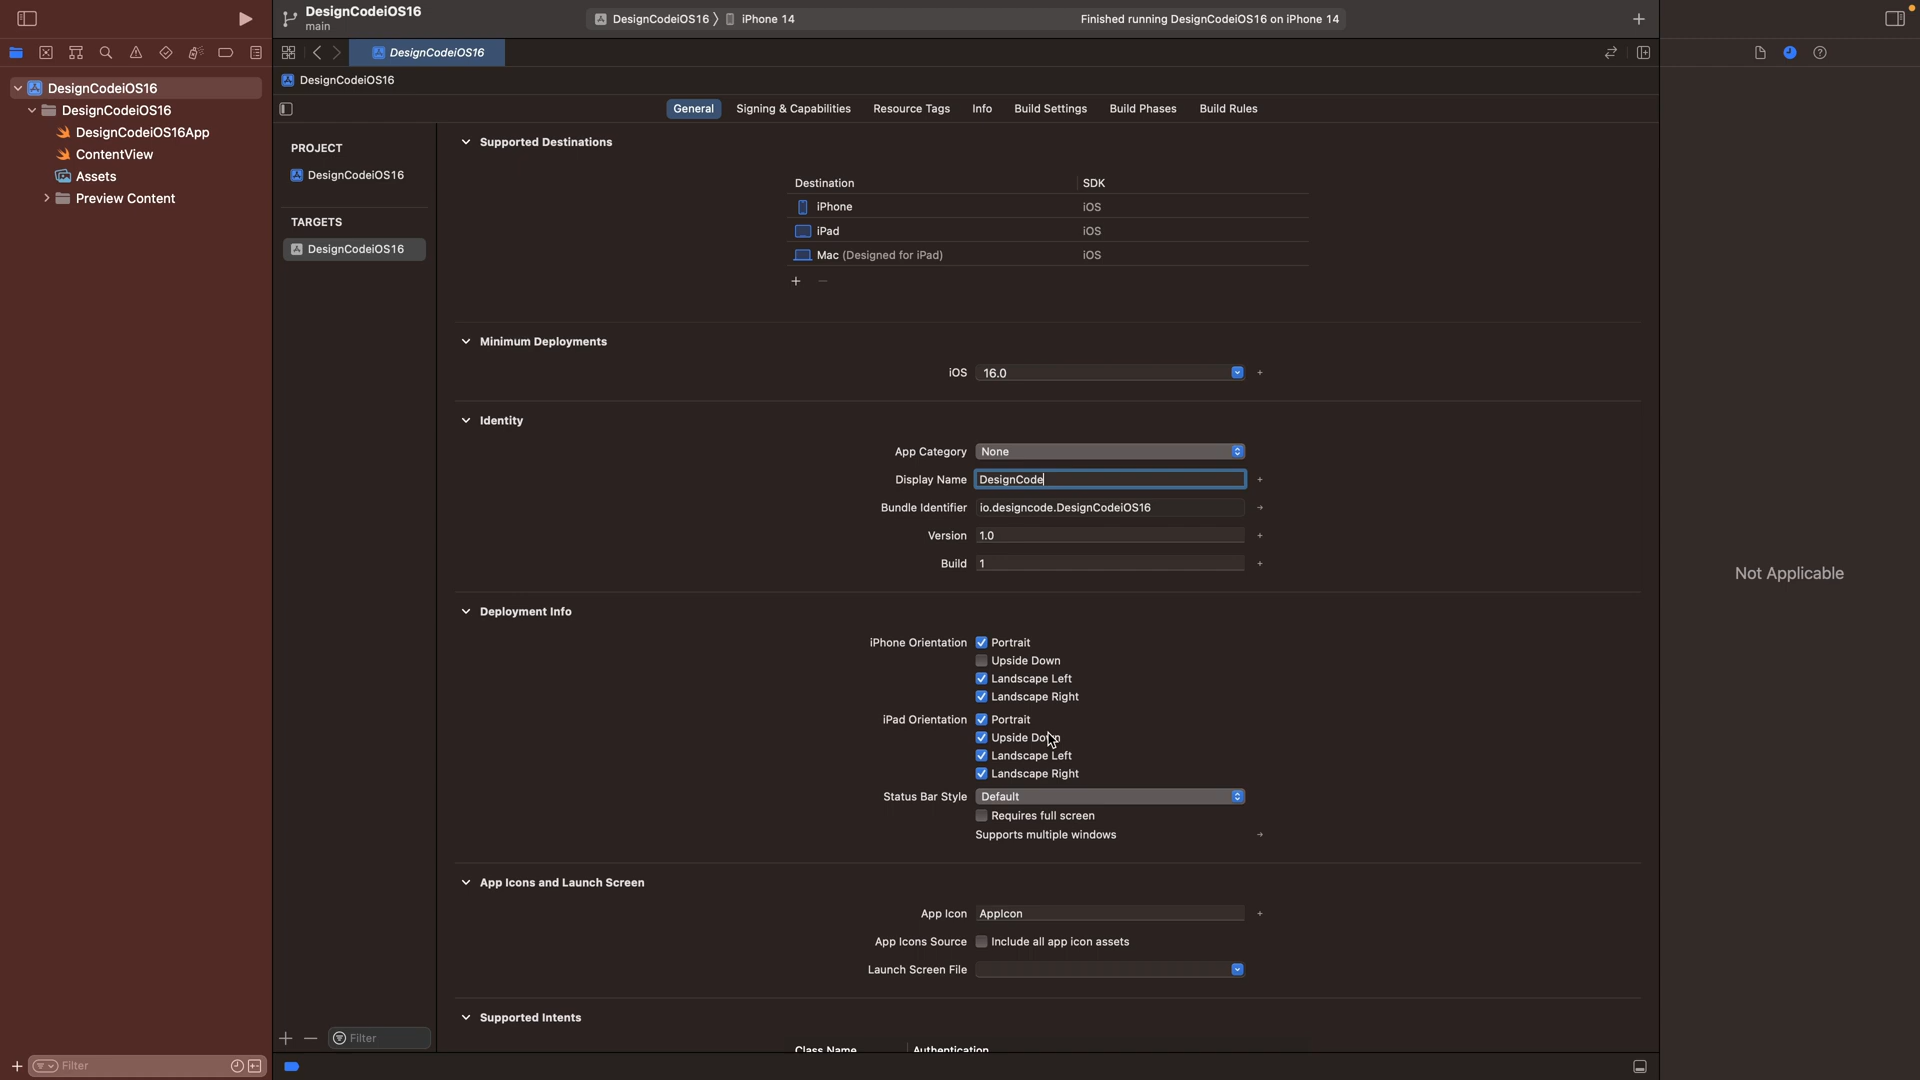 DesignCodeiOS16
main
DesignCodeiOS16 〉 iPhone 14
Finished running DesignCodeiOS16 on iPhone 14
DesignCodeiOS16
DesignCodeiOS16
DesignCodeiOS16
DesignCodeiOS16
DesignCodeiOS16App
ContentView
Assets
Preview Content
Filter
General
Signing & Capabilities
Resource Tags
Info
Build Settings
Build Phases
Build Rules
PROJECT
DesignCodeiOS16
TARGETS
DesignCodeiOS16
Filter
Supported Destinations
Destination SDK
iPhone iOS
iPad iOS
Mac (Designed for iPad) iOS
Minimum Deployments
iOS 16.0
Identity
App Category None
Display Name DesignCode
Bundle Identifier io.designcode.DesignCodeiOS16
Version 1.0
Build 1
Deployment Info
iPhone Orientation Portrait
Upside Down
Landscape Left
Landscape Right
iPad Orientation Portrait
Upside Down
Landscape Left
Landscape Right
Status Bar Style Default
Requires full screen
Supports multiple windows
App Icons and Launch Screen
App Icon AppIcon
App Icons Source Include all app icon assets
Launch Screen File
Supported Intents
Class Name Authentication
Not Applicable